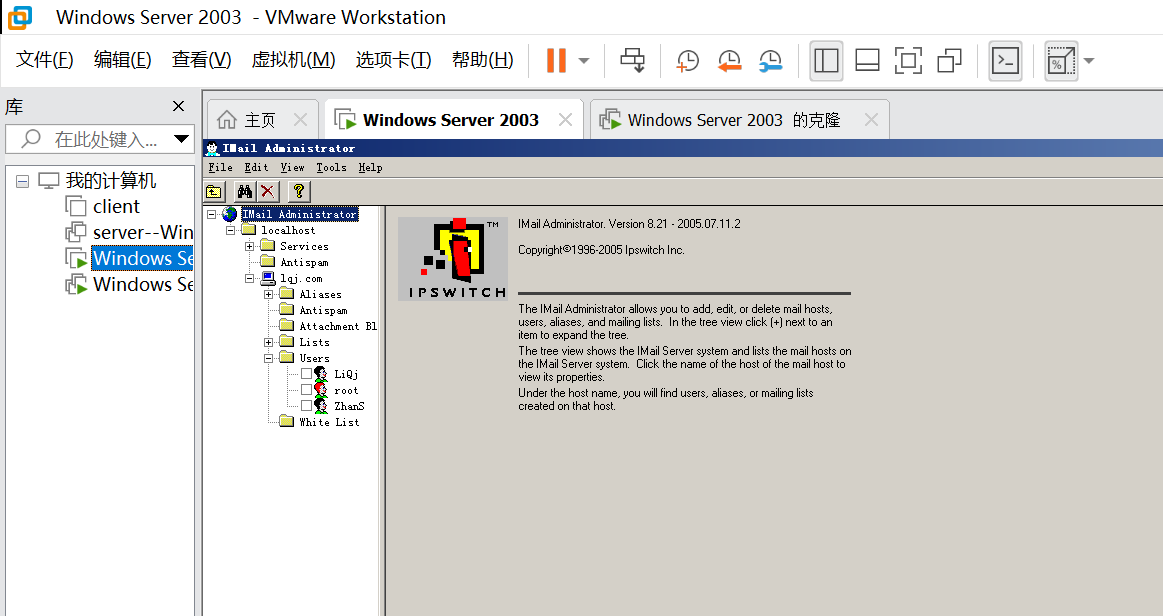 Windows Server 2003 - VMware Workstation
文件(F) 编辑(E) 查看(V) 虚拟机(M) 选项卡(T) 帮助(H)
库
在此处键入...
我的计算机
client
server--Win
Windows Se
Windows Se
主页
Windows Server 2003
Windows Server 2003 的克隆
IMail Administrator
File Edit View Tools Help
IMail Administrator
localhost
Services
Antispam
lqj.com
Aliases
Antispam
Attachment Bl
Lists
Users
LiQj
root
ZhanS
White List
TM
IPSWITCH
IMail Administrator. Version 8.21 - 2005.07.11.2
Copyright©1996-2005 Ipswitch Inc.
The IMail Administrator allows you to add, edit, or delete mail hosts,
users, aliases, and mailing lists. In the tree view click (+) next to an
item to expand the tree.
The tree view shows the IMail Server system and lists the mail hosts on
the IMail Server system. Click the name of the host of the mail host to
view its properties.
Under the host name, you will find users, aliases, or mailing lists
created on that host.